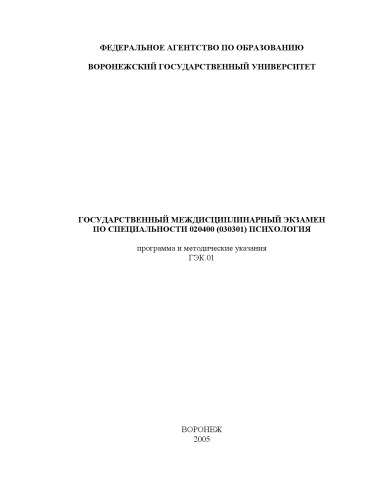 ФЕДЕРАЛЬНОЕ АГЕНТСТВО ПО ОБРАЗОВАНИЮ
ВОРОНЕЖСКИЙ ГОСУДАРСТВЕННЫЙ УНИВЕРСИТЕТ
ГОСУДАРСТВЕННЫЙ МЕЖДИСЦИПЛИНАРНЫЙ ЭКЗАМЕН
ПО СПЕЦИАЛЬНОСТИ 020400 (030301) ПСИХОЛОГИЯ
программа и методические указания
ГЭК.01
ВОРОНЕЖ
2005